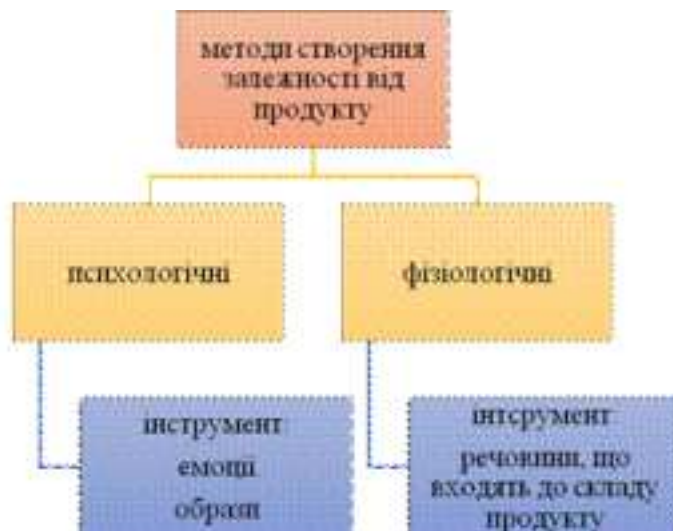 методи створення
залежності від
продукту
психологічні
фізіологічні
інструмент
емоції
образи
інтсрумент
речовини, що
входять до складу
продукту